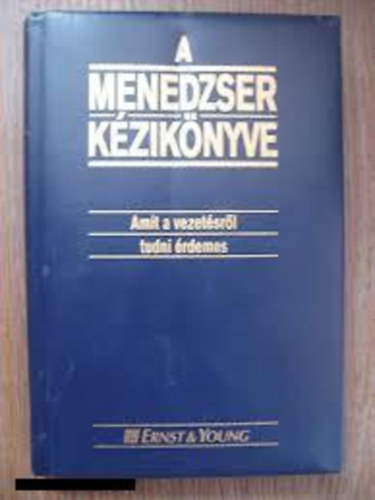 A
MENEDZSER
KÉZIKÖNYVE
Amit a vezetésről
tudni érdemes
ERNST & YOUNG